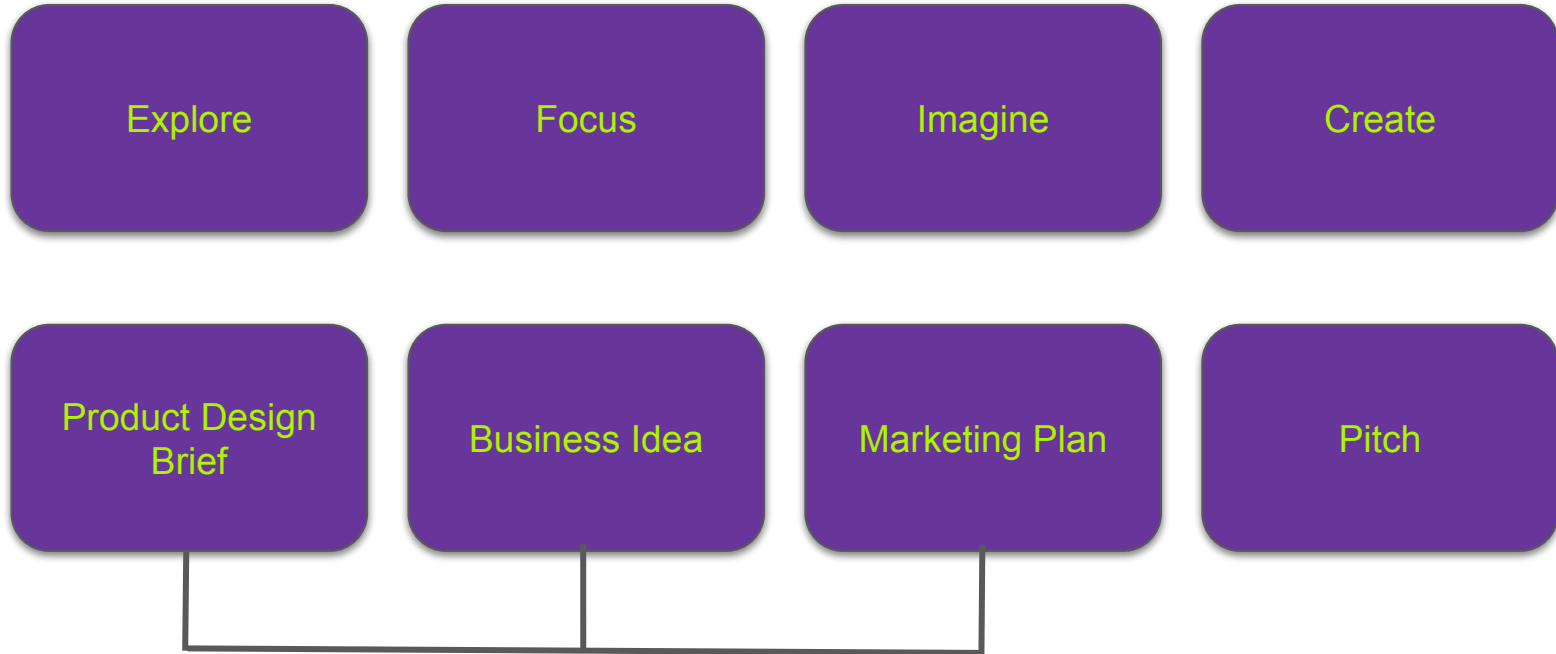 Explore
Focus
Imagine
Create
Product Design
Brief
Business Idea
Marketing Plan
Pitch